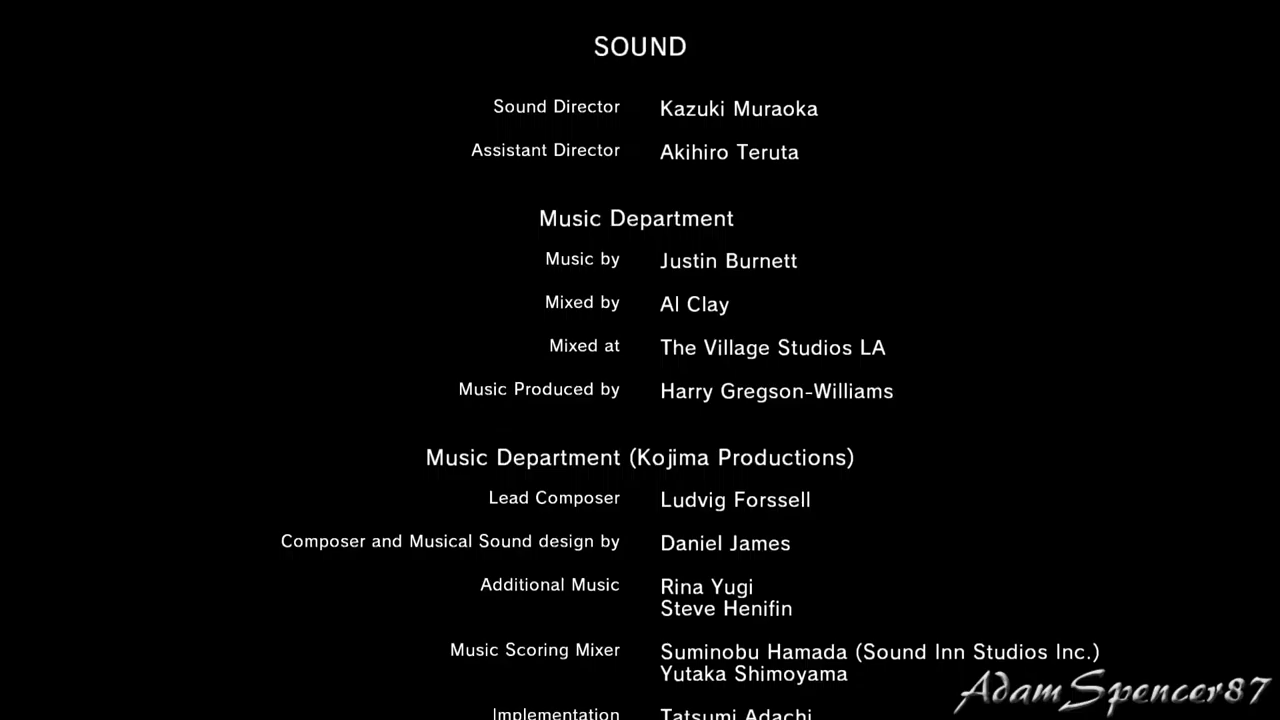 SOUND
Sound Director Kazuki Muraoka
Assistant Director Akihiro Teruta
Music Department
Music by Justin Burnett
Mixed by Al Clay
Mixed at The Village Studios LA
Music Produced by Harry Gregson-Williams
Music Department (Kojima Productions)
Lead Composer Ludvig Forssell
Composer and Musical Sound design by Daniel James
Additional Music Rina Yugi
Steve Henifin
Music Scoring Mixer Suminobu Hamada (Sound Inn Studios Inc.)
Yutaka Shimoyama
Implementation Tatsumi Adachi
AdamSpencer87